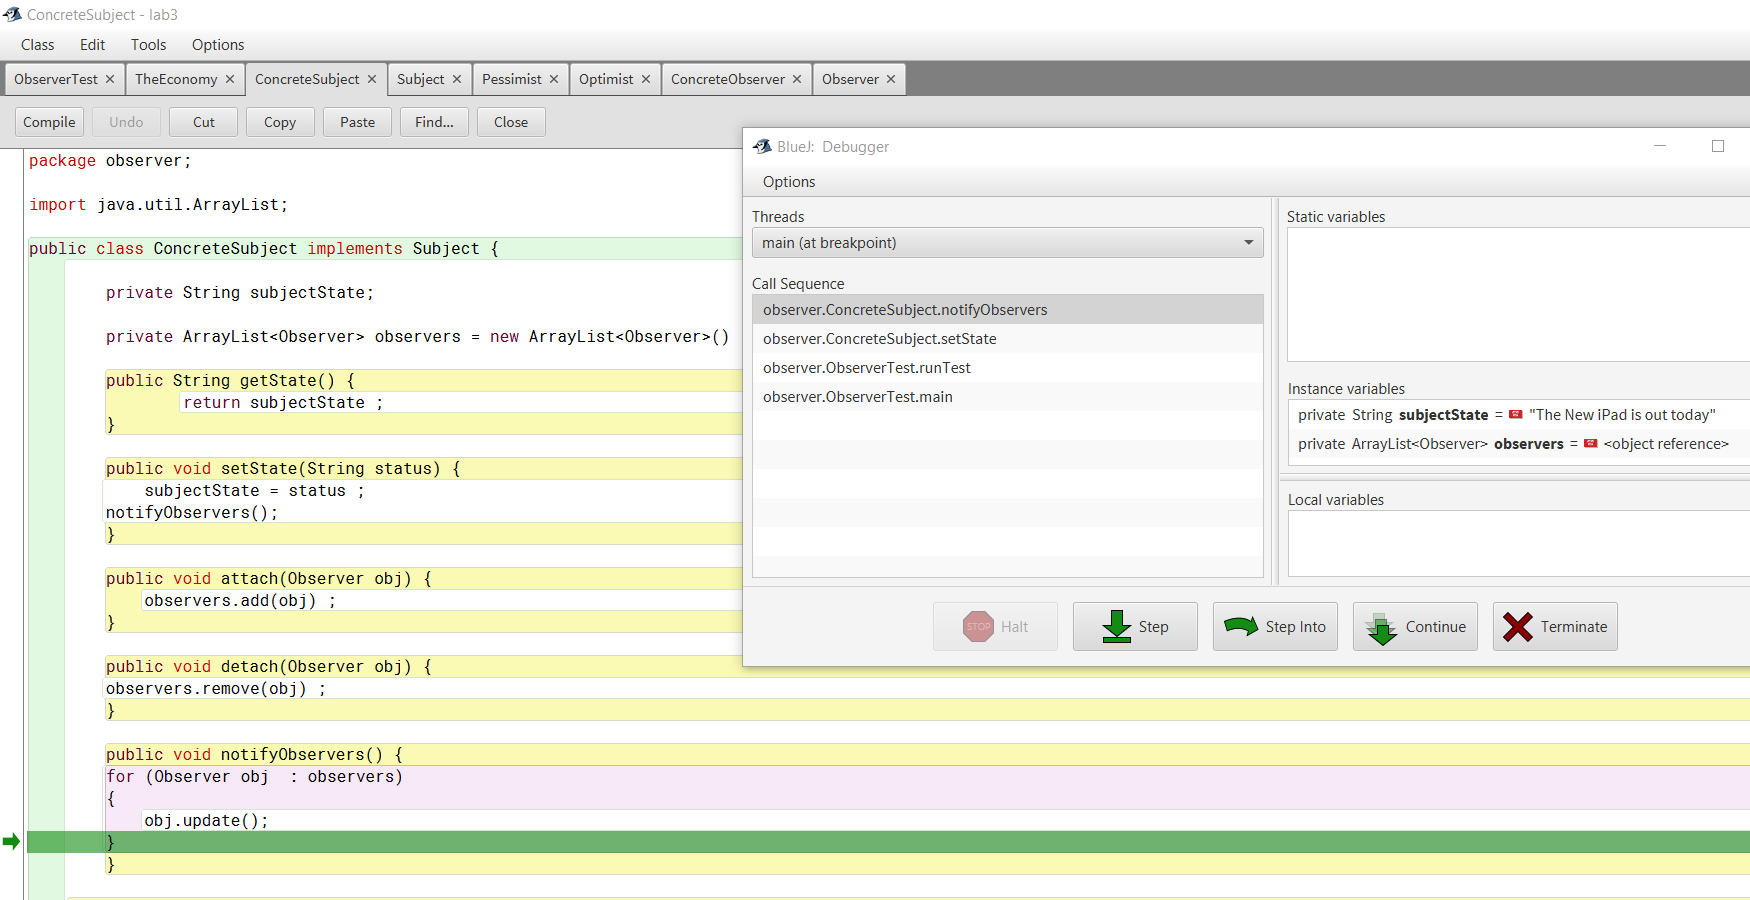 ConcreteSubject - lab3
Class Edit Tools Options
ObserverTest × TheEconomy × ConcreteSubject × Subject × Pessimist × Optimist × ConcreteObserver × Observer ×
Compile Undo Cut Copy Paste Find... Close
package observer;
import java.util.ArrayList;
public class ConcreteSubject implements Subject {
private String subjectState;
private ArrayList<Observer> observers = new ArrayList<Observer>()
public String getState() {
return subjectState ;
}
public void setState(String status) {
subjectState = status ;
notifyObservers();
}
public void attach(Observer obj) {
observers.add(obj) ;
}
public void detach(Observer obj) {
observers.remove(obj) ;
}
public void notifyObservers() {
for (Observer obj  : observers)
{
obj.update();
}
}
BlueJ: Debugger
Options
Threads
main (at breakpoint)
Call Sequence
observer.ConcreteSubject.notifyObservers
observer.ConcreteSubject.setState
observer.ObserverTest.runTest
observer.ObserverTest.main
Static variables
Instance variables
private String subjectState = "The New iPad is out today"
private ArrayList<Observer> observers = <object reference>
Local variables
STOP Halt Step Step Into Continue Terminate